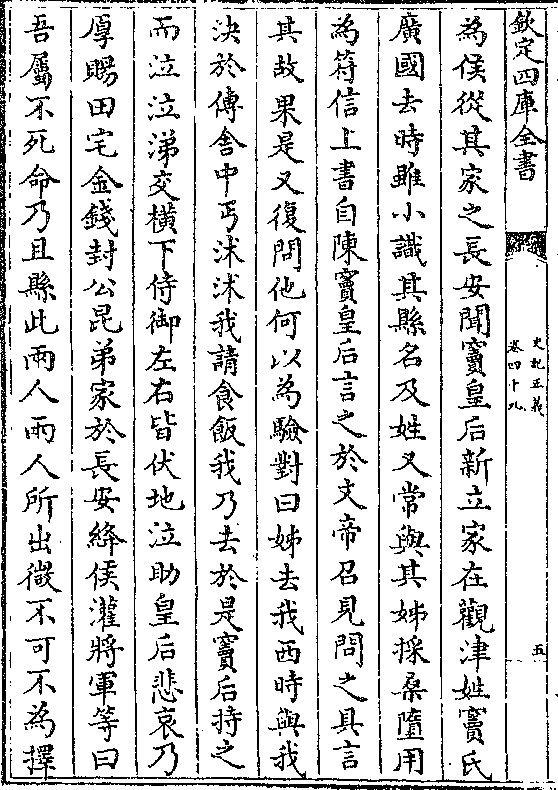 欽定四庫全書
史記正義
卷四十九
五
為侯從其家之長安聞竇皇后新立家在觀津姓竇氏
廣國去時雖小識其縣名及姓又常與其姊採桑墮用
為符信上書自陳竇皇后言之於文帝召見問之具言
其故果是又復問他何以為驗對曰姊去我西時與我
決於傳舍中丐沐沐我請食飯我乃去於是竇后持之
而泣泣涕交橫下侍御左右皆伏地泣助皇后悲哀乃
厚賜田宅金錢封公昆弟家於長安絳侯灌將軍等曰
吾屬不死命乃且縣此兩人兩人所出微不可不為擇